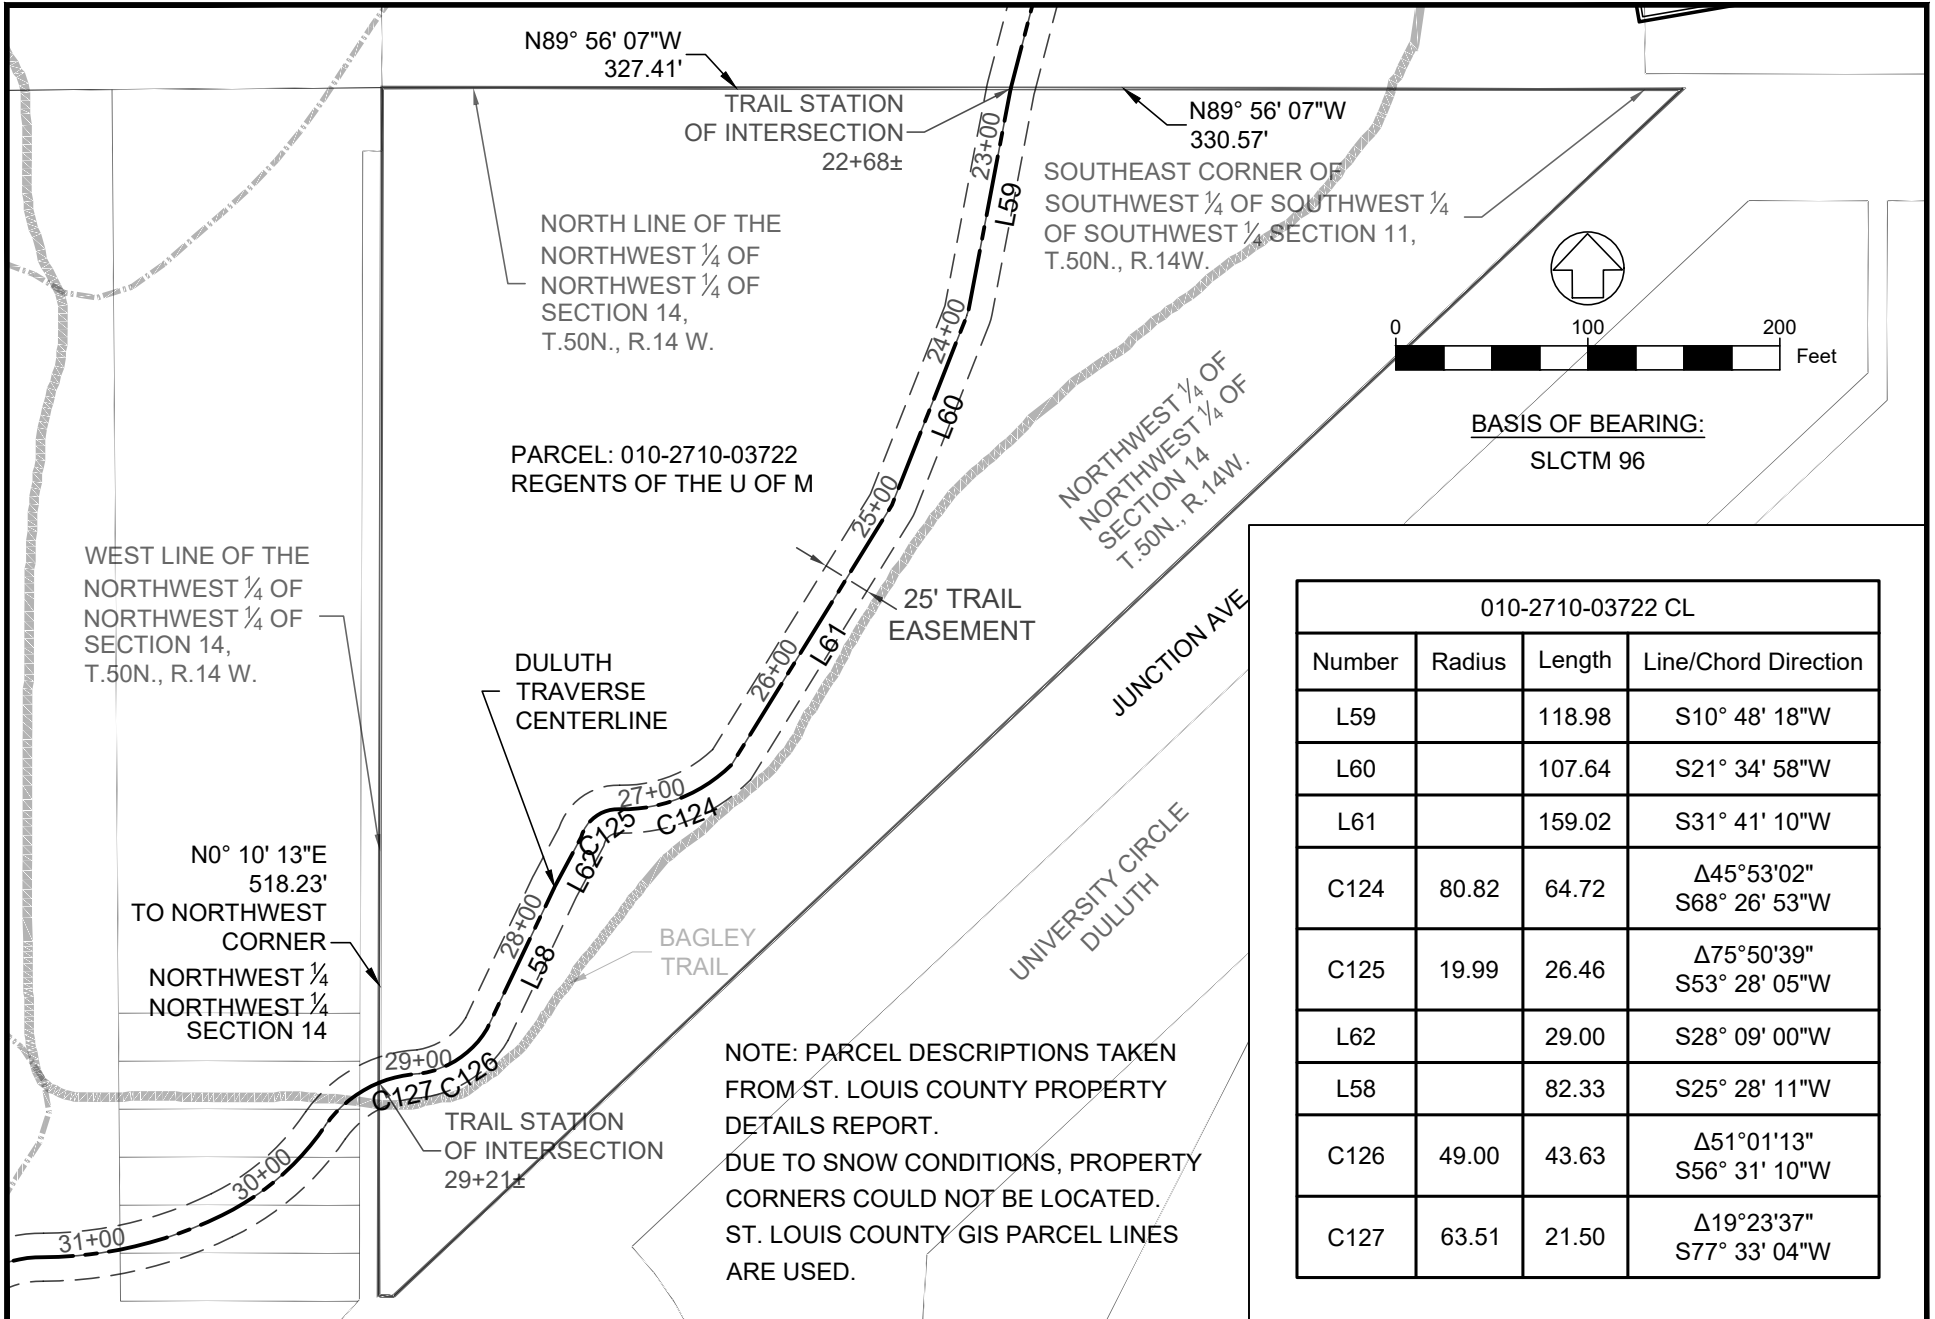 N89° 56' 07"W
327.41'
TRAIL STATION
OF INTERSECTION
22+68±
N89° 56' 07"W
330.57'
SOUTHEAST CORNER OF
SOUTHWEST ¼ OF SOUTHWEST ¼
OF SOUTHWEST ¼ SECTION 11,
T.50N., R.14W.
NORTH LINE OF THE
NORTHWEST ¼ OF
NORTHWEST ¼ OF
SECTION 14,
T.50N., R.14 W.
23+00
L59
24+00
L60
25+00
L61
26+00
27+00
C124
C125
L62
28+00
L58
29+00
C126
C127
30+00
31+00
0 100 200
Feet
BASIS OF BEARING:
SLCTM 96
NORTHWEST ¼ OF
NORTHWEST ¼ OF
SECTION 14
T.50N., R.14W.
PARCEL: 010-2710-03722
REGENTS OF THE U OF M
WEST LINE OF THE
NORTHWEST ¼ OF
NORTHWEST ¼ OF
SECTION 14,
T.50N., R.14 W.
25' TRAIL
EASEMENT
DULUTH
TRAVERSE
CENTERLINE
JUNCTION AVE
UNIVERSITY CIRCLE
DULUTH
N0° 10' 13"E
518.23'
TO NORTHWEST
CORNER
NORTHWEST ¼
NORTHWEST ¼
SECTION 14
BAGLEY
TRAIL
TRAIL STATION
OF INTERSECTION
29+21±
NOTE: PARCEL DESCRIPTIONS TAKEN
FROM ST. LOUIS COUNTY PROPERTY
DETAILS REPORT.
DUE TO SNOW CONDITIONS, PROPERTY
CORNERS COULD NOT BE LOCATED.
ST. LOUIS COUNTY GIS PARCEL LINES
ARE USED.
010-2710-03722 CL
Number Radius Length Line/Chord Direction
L59 118.98 S10° 48' 18"W
L60 107.64 S21° 34' 58"W
L61 159.02 S31° 41' 10"W
C124 80.82 64.72 Δ45°53'02"
S68° 26' 53"W
C125 19.99 26.46 Δ75°50'39"
S53° 28' 05"W
L62 29.00 S28° 09' 00"W
L58 82.33 S25° 28' 11"W
C126 49.00 43.63 Δ51°01'13"
S56° 31' 10"W
C127 63.51 21.50 Δ19°23'37"
S77° 33' 04"W